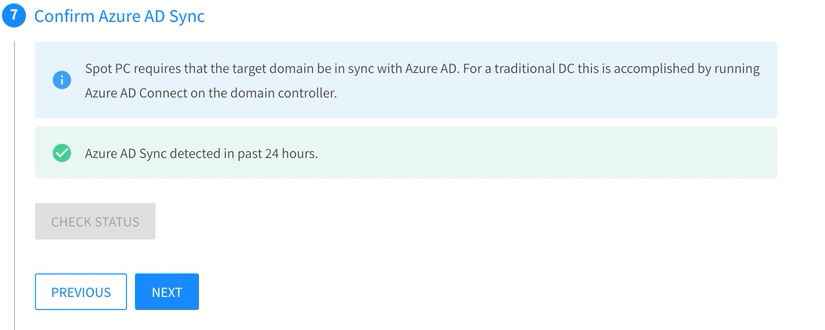 7 Confirm Azure AD Sync
Spot PC requires that the target domain be in sync with Azure AD. For a traditional DC this is accomplished by running
Azure AD Connect on the domain controller.
Azure AD Sync detected in past 24 hours.
CHECK STATUS
PREVIOUS NEXT